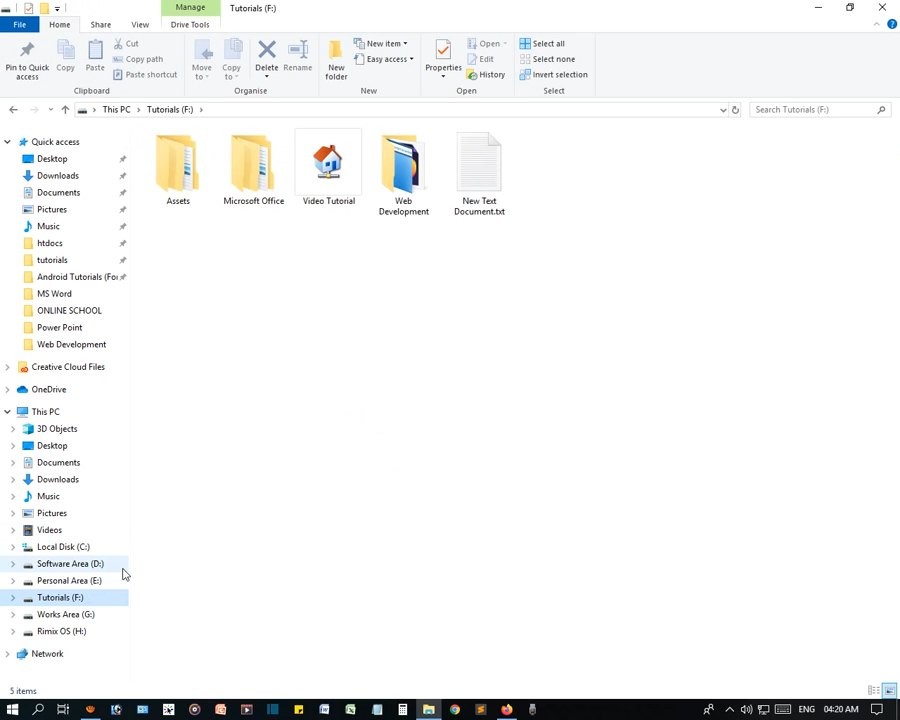 Manage
Tutorials (F:)
File
Home
Share
View
Drive Tools
Pin to Quick access
Copy
Paste
Cut
Copy path
Paste shortcut
Clipboard
Move to
Copy to
Delete
Rename
Organise
New folder
New item
Easy access
New
Properties
Open
Edit
History
Open
Select all
Select none
Invert selection
Select
This PC
Tutorials (F:)
Search Tutorials (F:)
Quick access
Desktop
Downloads
Documents
Pictures
Music
htdocs
tutorials
Android Tutorials (Fo
MS Word
ONLINE SCHOOL
Power Point
Web Development
Creative Cloud Files
OneDrive
This PC
3D Objects
Desktop
Documents
Downloads
Music
Pictures
Videos
Local Disk (C:)
Software Area (D:)
Personal Area (E:)
Tutorials (F:)
Works Area (G:)
Rimix OS (H:)
Network
Assets
Microsoft Office
Video Tutorial
Web
Development
New Text
Document.txt
5 items
ENG
04:20 AM